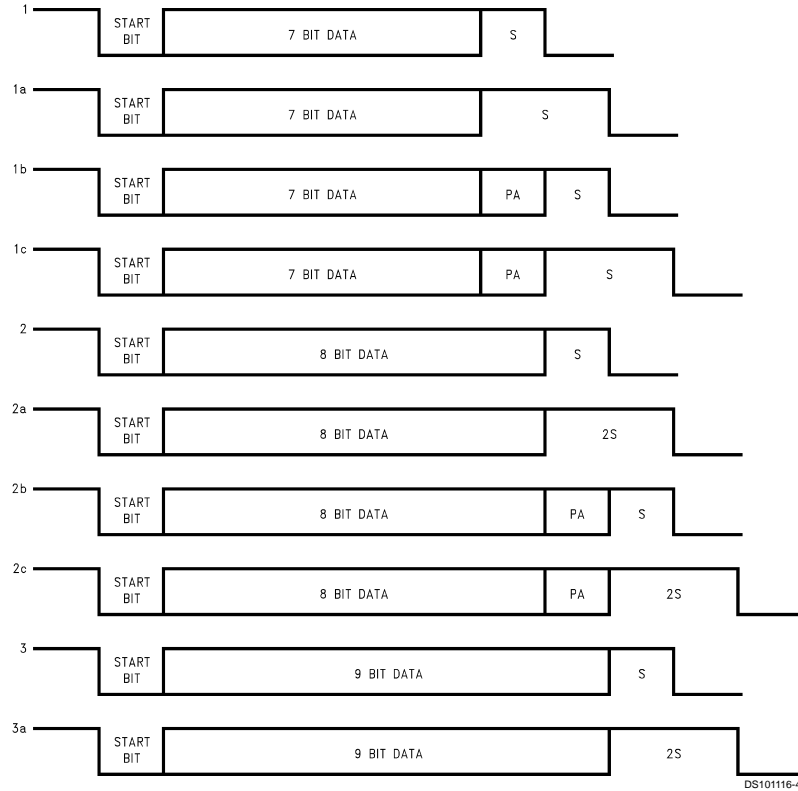 1 START BIT 7 BIT DATA S
1a START BIT 7 BIT DATA S
1b START BIT 7 BIT DATA PA S
1c START BIT 7 BIT DATA PA S
2 START BIT 8 BIT DATA S
2a START BIT 8 BIT DATA 2S
2b START BIT 8 BIT DATA PA S
2c START BIT 8 BIT DATA PA 2S
3 START BIT 9 BIT DATA S
3a START BIT 9 BIT DATA 2S
DS101116-4